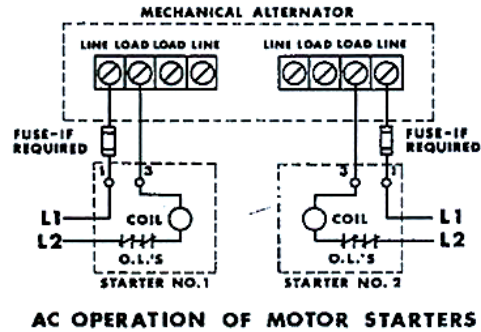 MECHANICAL ALTERNATOR
LINE LOAD LOAD LINE
LINE LOAD LOAD LINE
FUSE-IF
REQUIRED
FUSE-IF
REQUIRED
1 3
3 1
L1
COIL
COIL
L1
L2
L2
O.L.'S
O.L.'S
STARTER NO.1
STARTER NO. 2
AC OPERATION OF MOTOR STARTERS